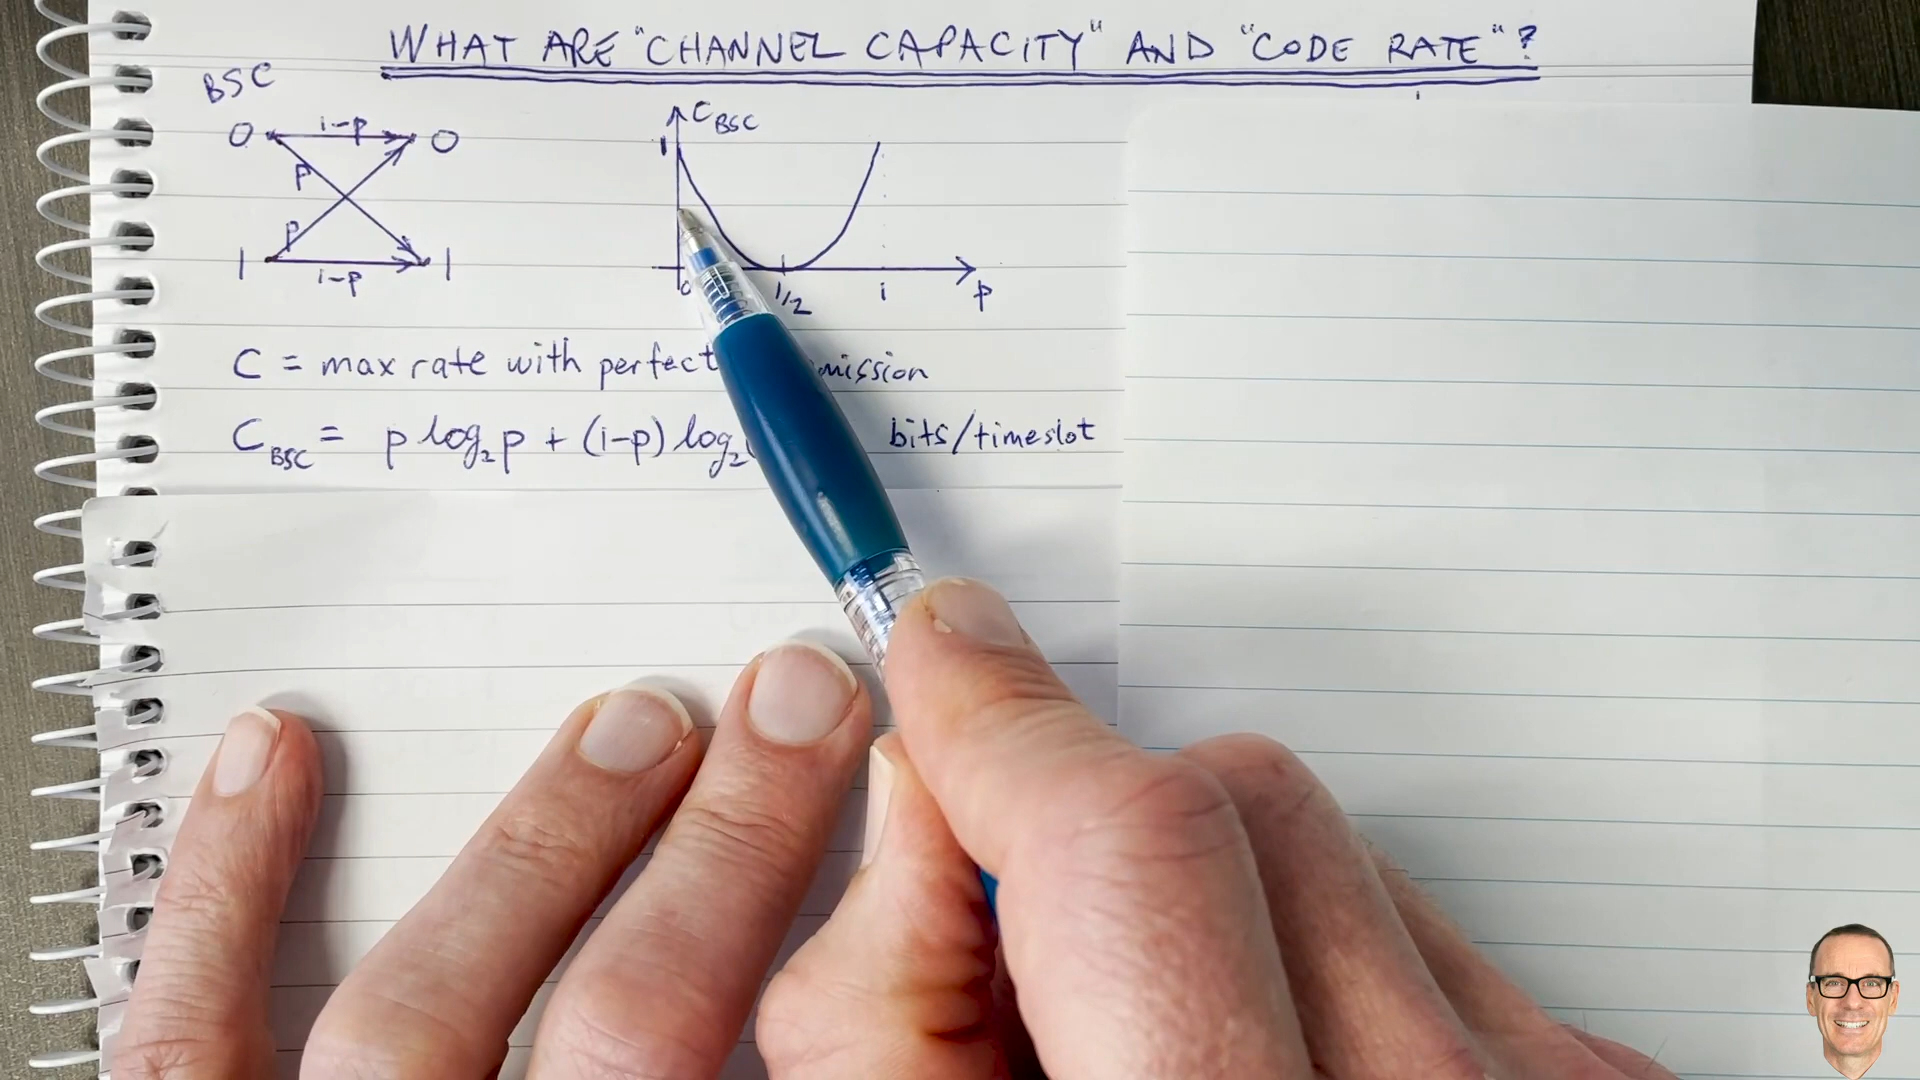 WHAT ARE "CHANNEL CAPACITY" AND "CODE RATE"?
BSC
0 1-p 0
p
p
1 1-p 1
C BSC
1
0 1/2 1 p
C = max rate with perfect mission
C BSC = p log₂ p + (1-p) log₂ ( bits/timeslot